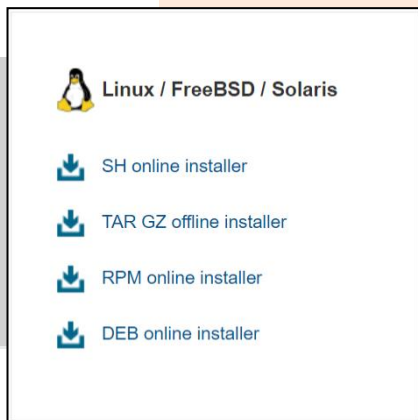 Linux / FreeBSD / Solaris
SH online installer
TAR GZ offline installer
RPM online installer
DEB online installer